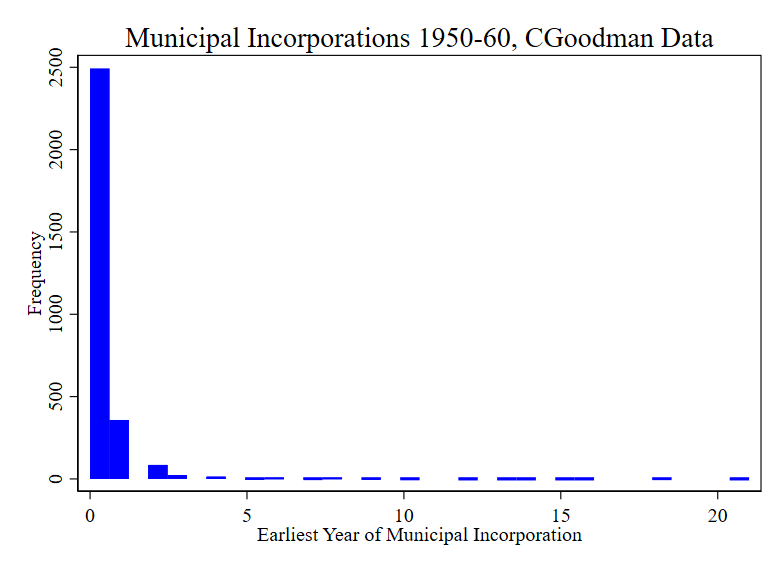 Municipal Incorporations 1950-60, CGoodman Data
2500
2000
1500
1000
500
0
Frequency
0 5 10 15 20
Earliest Year of Municipal Incorporation